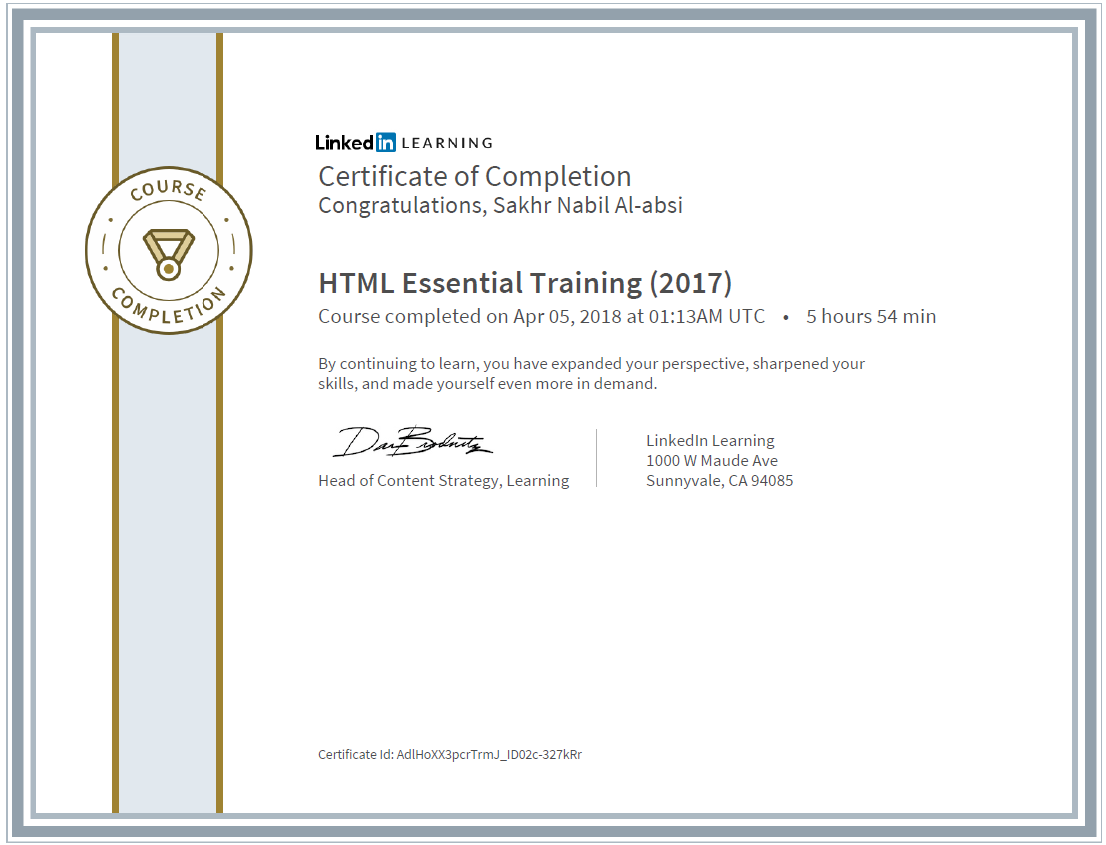 COURSE
COMPLETION
Linked in LEARNING
Certificate of Completion
Congratulations, Sakhr Nabil Al-absi
HTML Essential Training (2017)
Course completed on Apr 05, 2018 at 01:13AM UTC • 5 hours 54 min
By continuing to learn, you have expanded your perspective, sharpened your
skills, and made yourself even more in demand.
Head of Content Strategy, Learning
LinkedIn Learning
1000 W Maude Ave
Sunnyvale, CA 94085
Certificate Id: AdlHoXX3pcrTrmJ_ID02c-327kRr